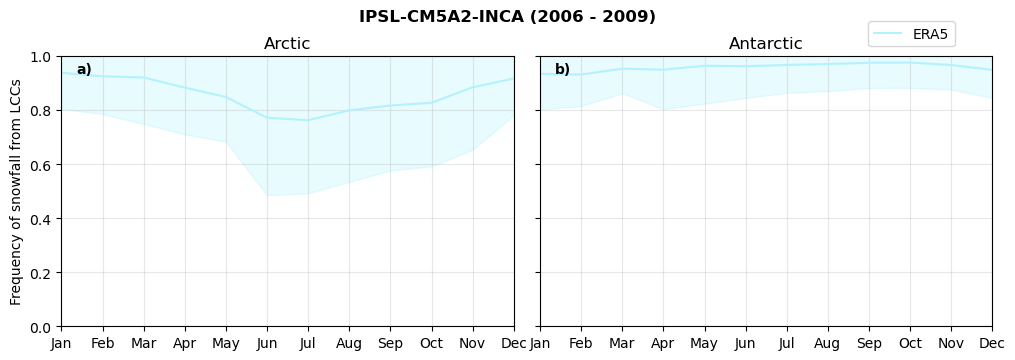 IPSL-CM5A2-INCA (2006 - 2009)
ERA5
Arctic
Antarctic
a)
b)
Frequency of snowfall from LCCs
1.0
0.8
0.6
0.4
0.2
0.0
Jan Feb Mar Apr May Jun Jul Aug Sep Oct Nov Dec
Jan Feb Mar Apr May Jun Jul Aug Sep Oct Nov Dec